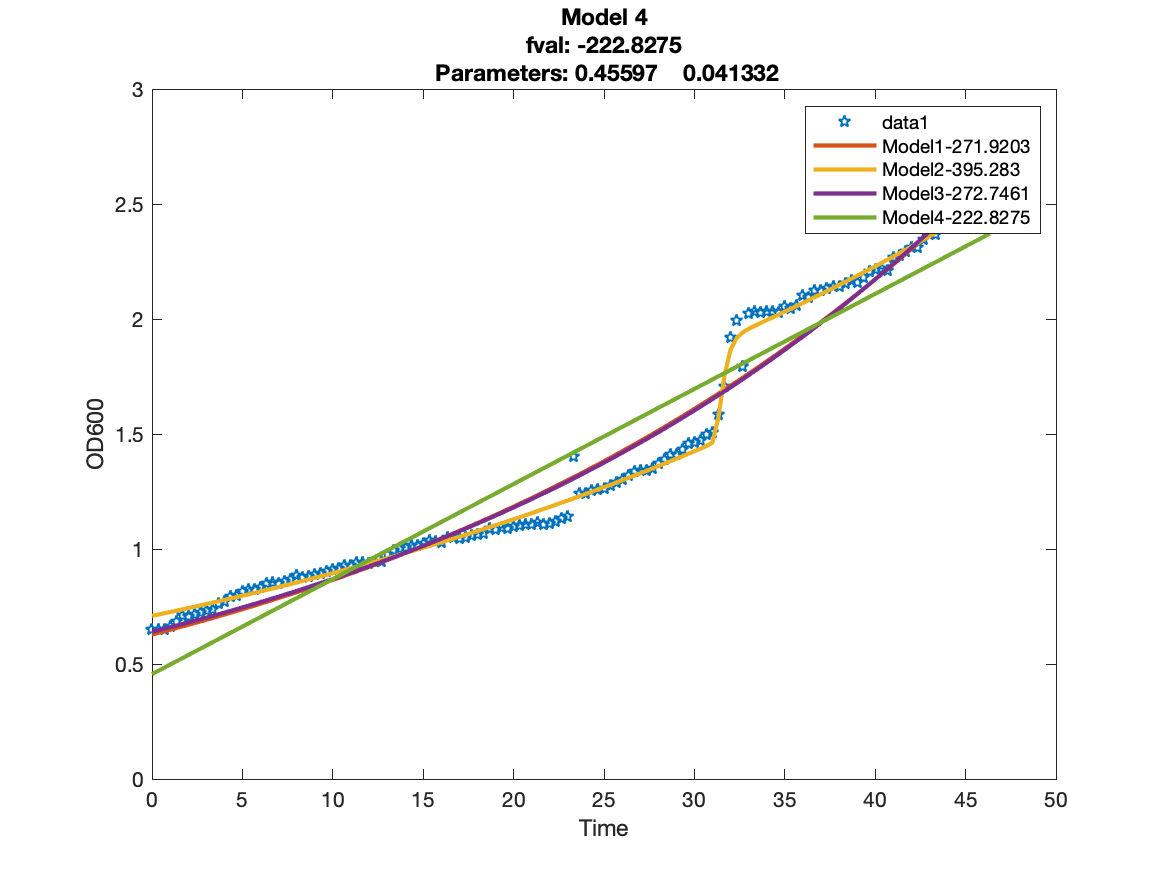 Model 4
fval: -222.8275
Parameters: 0.45597 0.041332
3
data1
Model1-271.9203
Model2-395.283
Model3-272.7461
Model4-222.8275
2.5
2
1.5
1
0.5
0
OD600
0 5 10 15 20 25 30 35 40 45 50
Time